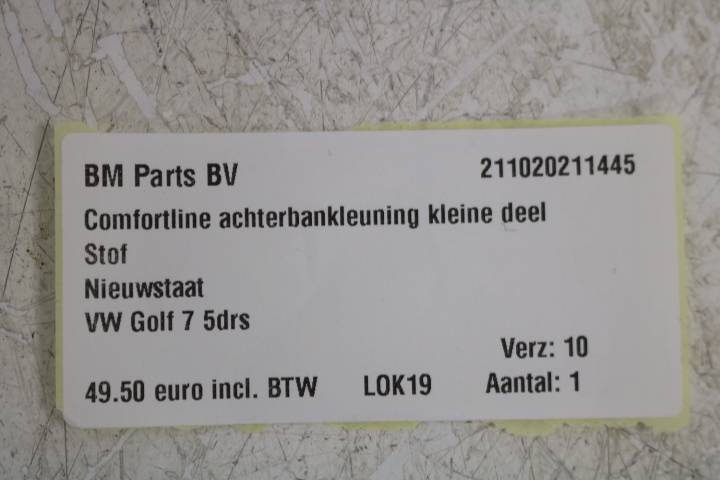 BM Parts BV 211020211445
Comfortline achterbankleuning kleine deel
Stof
Nieuwstaat
VW Golf 7 5drs
Verz: 10
49.50 euro incl. BTW LOK19 Aantal: 1